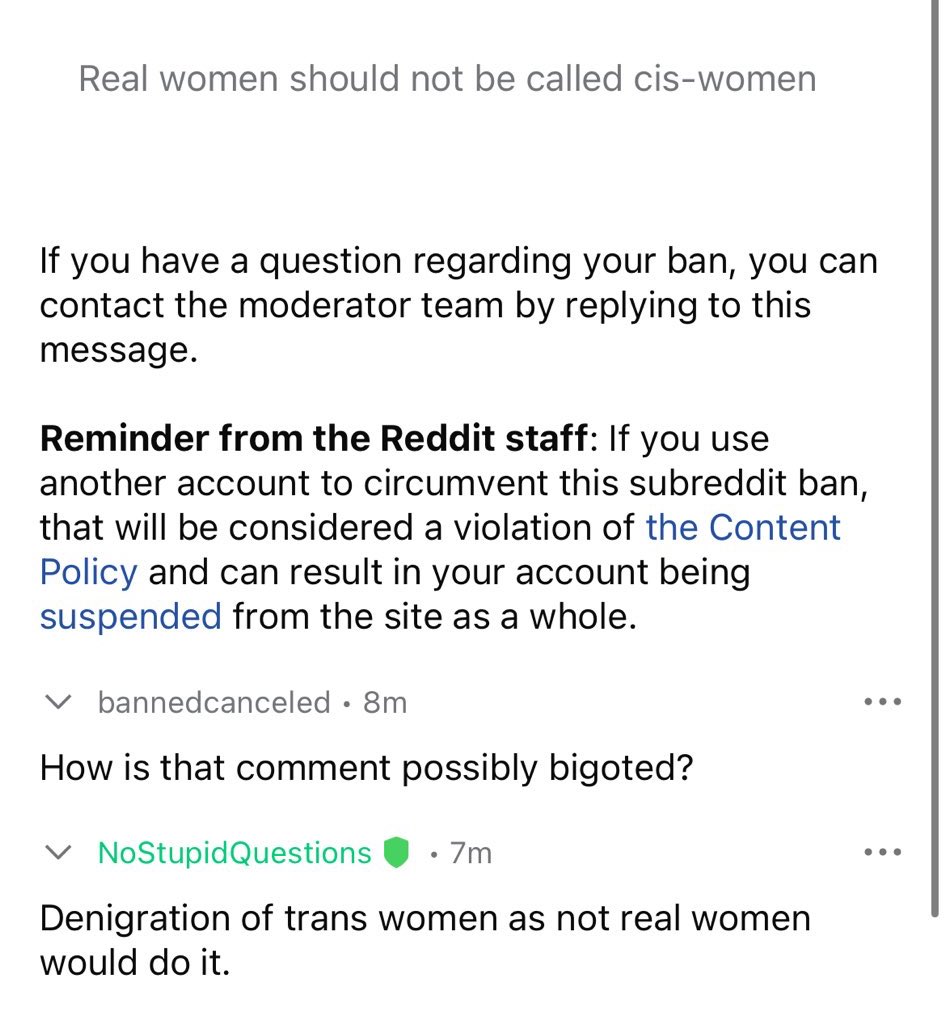 Real women should not be called cis-women
If you have a question regarding your ban, you can
contact the moderator team by replying to this
message.
Reminder from the Reddit staff: If you use
another account to circumvent this subreddit ban,
that will be considered a violation of the Content
Policy and can result in your account being
suspended from the site as a whole.
bannedcanceled • 8m
How is that comment possibly bigoted?
NoStupidQuestions • 7m
Denigration of trans women as not real women
would do it.